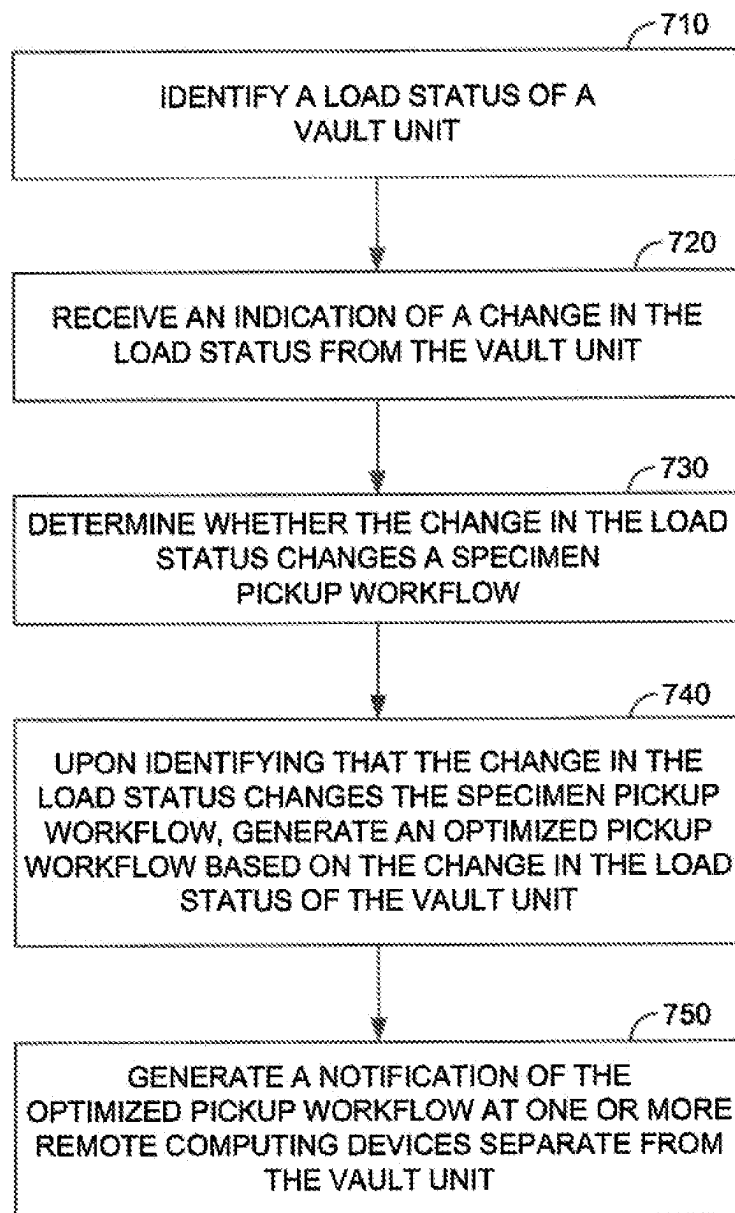 710
IDENTIFY A LOAD STATUS OF A
VAULT UNIT
720
RECEIVE AN INDICATION OF A CHANGE IN THE
LOAD STATUS FROM THE VAULT UNIT
730
DETERMINE WHETHER THE CHANGE IN THE LOAD
STATUS CHANGES A SPECIMEN
PICKUP WORKFLOW
740
UPON IDENTIFYING THAT THE CHANGE IN THE
LOAD STATUS CHANGES THE SPECIMEN PICKUP
WORKFLOW, GENERATE AN OPTIMIZED PICKUP
WORKFLOW BASED ON THE CHANGE IN THE LOAD
STATUS OF THE VAULT UNIT
750
GENERATE A NOTIFICATION OF THE
OPTIMIZED PICKUP WORKFLOW AT ONE OR MORE
REMOTE COMPUTING DEVICES SEPARATE FROM
THE VAULT UNIT